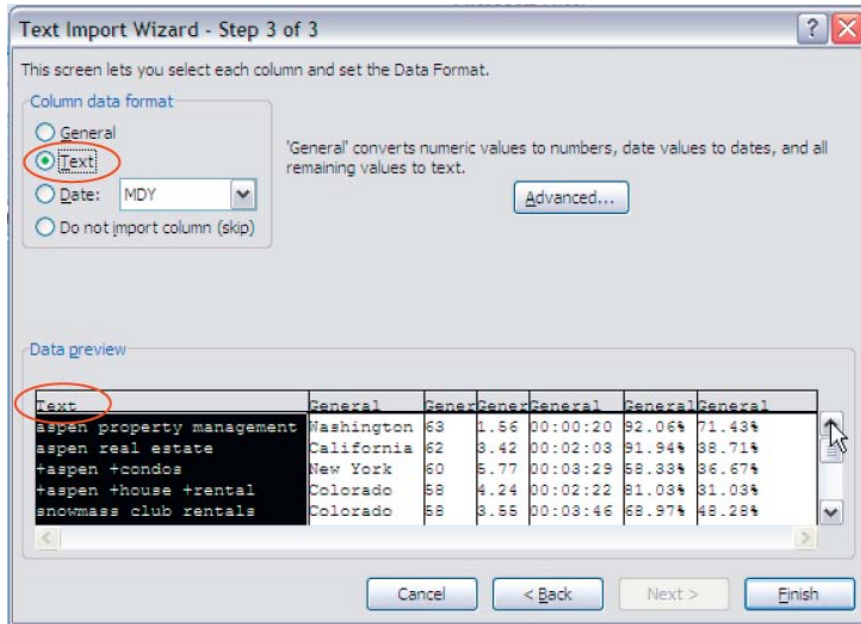 Text Import Wizard - Step 3 of 3
This screen lets you select each column and set the Data Format.
Column data format
General
Text
Date: MDY
Do not import column (skip)
'General' converts numeric values to numbers, date values to dates, and all
remaining values to text.
Advanced...
Data preview
Text General Gener Gener General General General
aspen property management Washington 63 1.56 00:00:20 92.06% 71.43%
aspen real estate California 62 3.42 00:02:03 91.94% 38.71%
+aspen +condos New York 60 5.77 00:03:29 58.33% 36.67%
+aspen +house +rental Colorado 58 4.24 00:02:22 81.03% 31.03%
snowmass club rentals Colorado 58 3.55 00:03:46 68.97% 48.28%
Cancel < Back Next > Finish